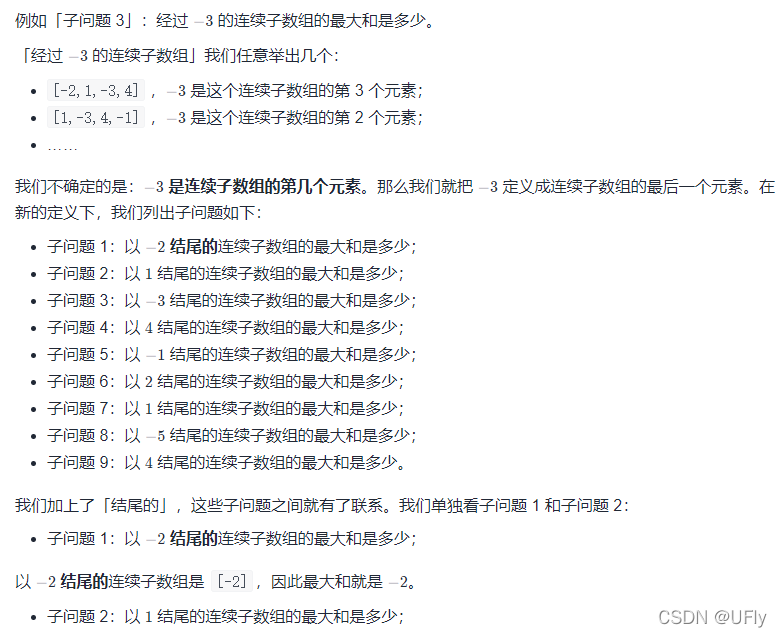 例如「子问题 3」：经过 −3 的连续子数组的最大和是多少。
「经过 −3 的连续子数组」我们任意举出几个：
• [-2,1,-3,4] ，−3 是这个连续子数组的第 3 个元素；
• [1,-3,4,-1] ，−3 是这个连续子数组的第 2 个元素；
• ……
我们不确定的是：−3 是连续子数组的第几个元素。那么我们就把 −3 定义成连续子数组的最后一个元素。在
新的定义下，我们列出子问题如下：
• 子问题 1：以 −2 结尾的连续子数组的最大和是多少；
• 子问题 2：以 1 结尾的连续子数组的最大和是多少；
• 子问题 3：以 −3 结尾的连续子数组的最大和是多少；
• 子问题 4：以 4 结尾的连续子数组的最大和是多少；
• 子问题 5：以 −1 结尾的连续子数组的最大和是多少；
• 子问题 6：以 2 结尾的连续子数组的最大和是多少；
• 子问题 7：以 1 结尾的连续子数组的最大和是多少；
• 子问题 8：以 −5 结尾的连续子数组的最大和是多少；
• 子问题 9：以 4 结尾的连续子数组的最大和是多少。
我们加上了「结尾的」，这些子问题之间就有了联系。我们单独看子问题 1 和子问题 2：
• 子问题 1：以 −2 结尾的连续子数组的最大和是多少；
以 −2 结尾的连续子数组是 [-2]，因此最大和就是 −2。
• 子问题 2：以 1 结尾的连续子数组的最大和是多少；
CSDN @UFly